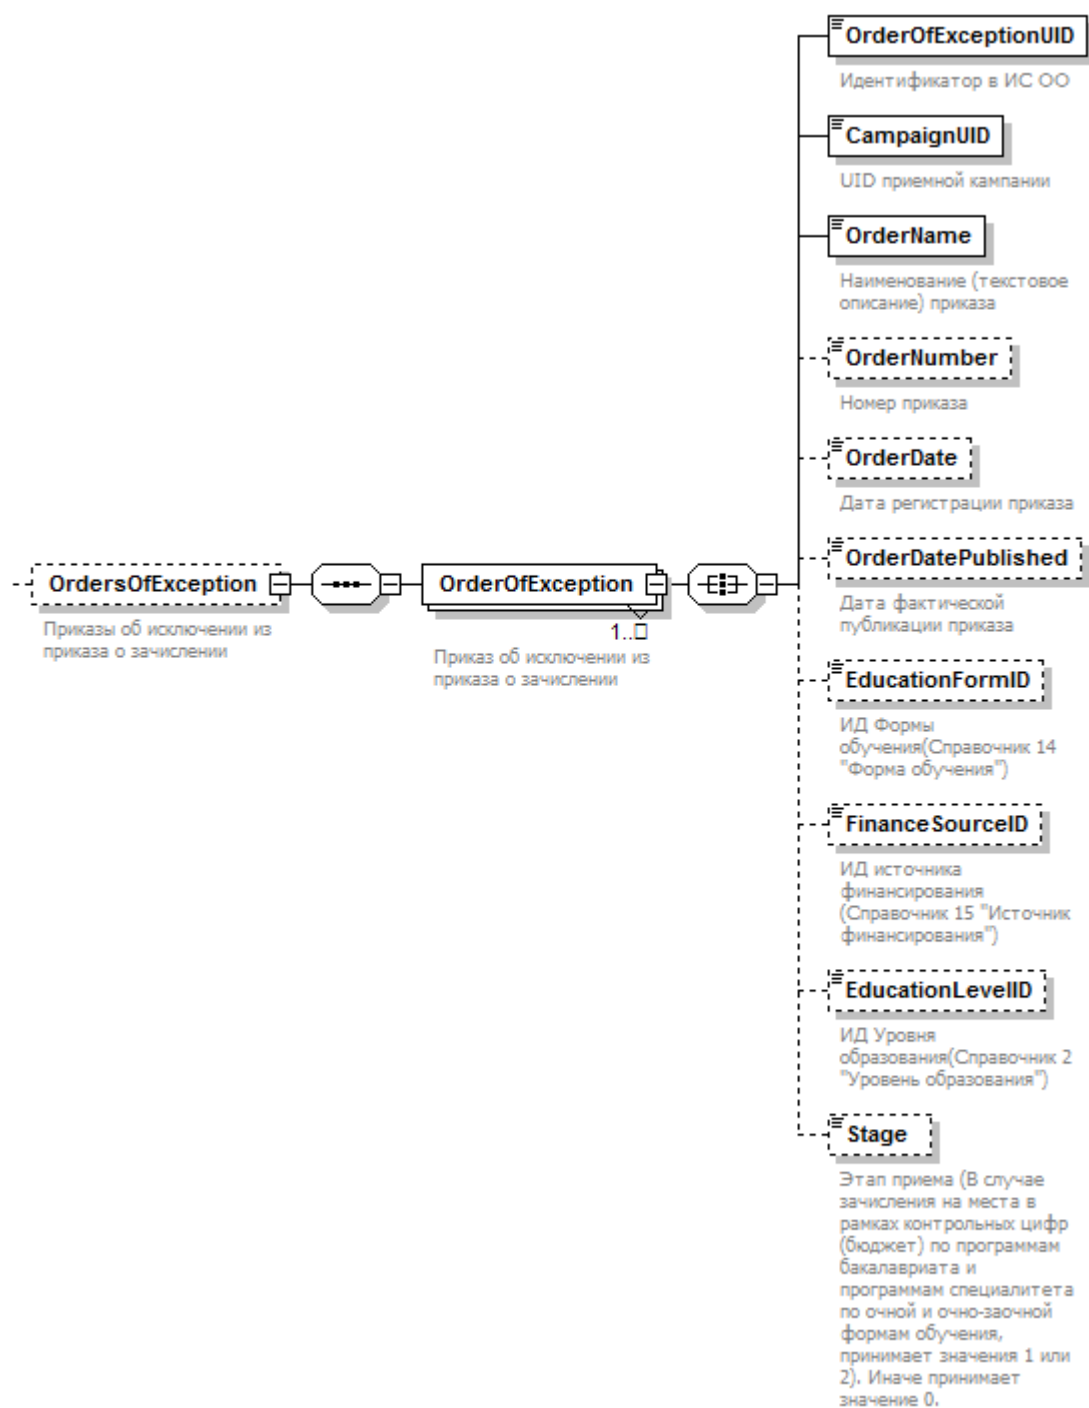 OrderOfExceptionUID
Идентификатор в ИС ОО
CampaignUID
UID приемной кампании
OrderName
Наименование (текстовое
описание) приказа
OrderNumber
Номер приказа
OrderDate
Дата регистрации приказа
OrderDatePublished
Дата фактической
публикации приказа
OrdersOfException
Приказы об исключении из
приказа о зачислении
OrderOfException
1..□
Приказ об исключении из
приказа о зачислении
EducationFormID
ИД Формы
обучения(Справочник 14
"Форма обучения")
FinanceSourceID
ИД источника
финансирования
(Справочник 15 "Источник
финансирования")
EducationLevelID
ИД Уровня
образования(Справочник 2
"Уровень образования")
Stage
Этап приема (В случае
зачисления на места в
рамках контрольных цифр
(бюджет) по программам
бакалавриата и
программам специалитета
по очной и очно-заочной
формам обучения,
принимает значения 1 или
2). Иначе принимает
значение 0.